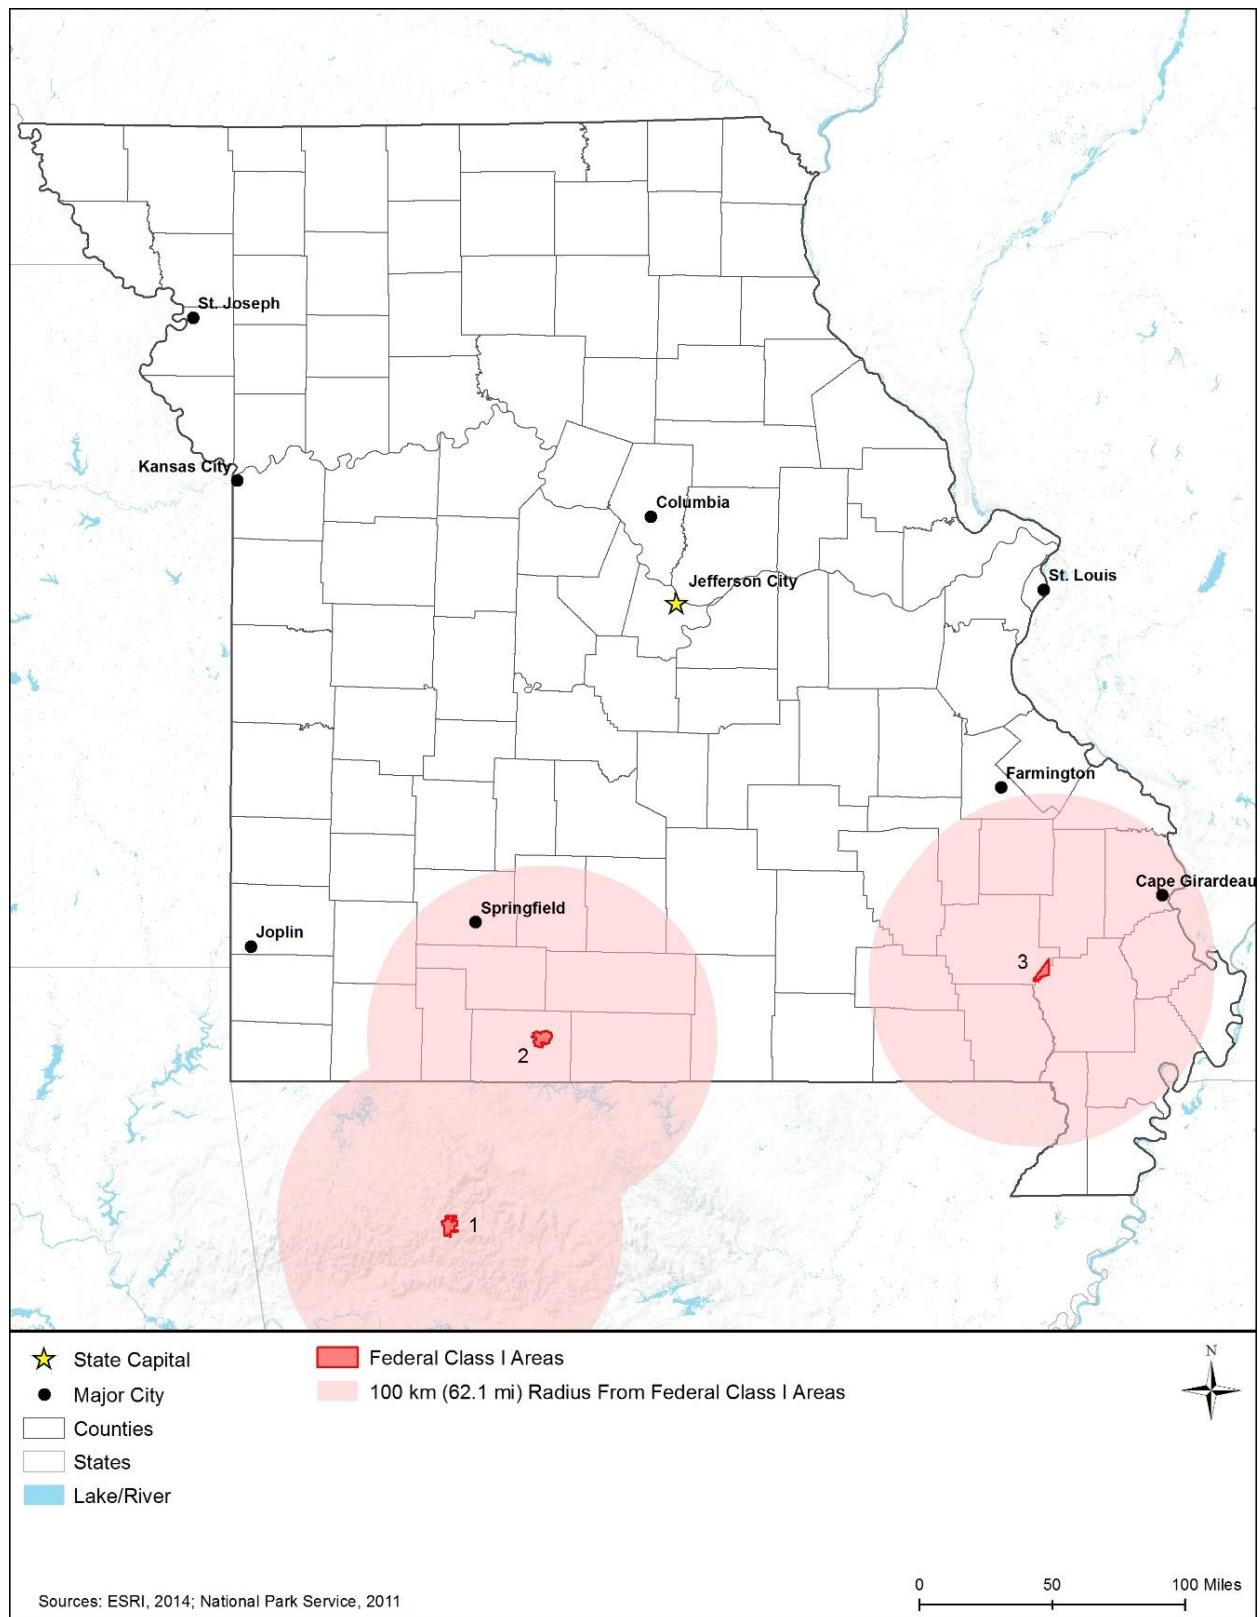 St. Joseph
Kansas City
Columbia
Jefferson City
St. Louis
Farmington
Cape Girardeau
Springfield
Joplin
3
2
1
State Capital
Major City
Counties
States
Lake/River
Federal Class I Areas
100 km (62.1 mi) Radius From Federal Class I Areas
N
Sources: ESRI, 2014; National Park Service, 2011
0 50 100 Miles